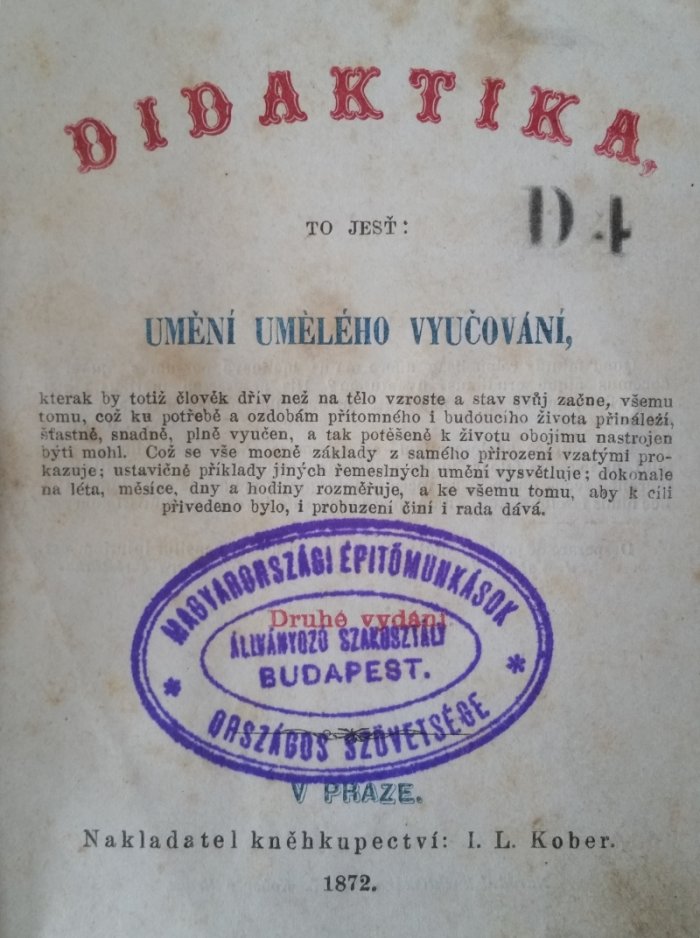 DIDAKTIKA,
D 4
TO JESŤ:
UMĚNÍ UMĚLÉHO VYUČOVÁNÍ,
kterak by totiž člověk dřív než na tělo vzroste a stav svůj začne, všemu
tomu, což ku potřebě a ozdobám přítomného i budoucího života přináleží,
šťastně, snadně, plně vyučen, a tak potěšeně k životu obojímu nastrojen
býti mohl. Což se vše mocně základy z samého přirození vzatými pro-
kazuje; ustavičně příklady jiných řemeslných umění vysvětluje; dokonale
na léta, měsíce, dny a hodiny rozměřuje, a ke všemu tomu, aby k cíli
přivedeno bylo, i probuzení činí i rada dává.
MAGYARORSZÁGI ÉPITŐMUNKÁSOK
Druhé vydání
ÁLLVÁNYOZÓ SZAKOSZTÁLY
BUDAPEST.
* ORSZÁGOS SZÖVETSÉGE *
V PRAZE.
Nakladatel kněhkupectví: I. L. Kober.
1872.